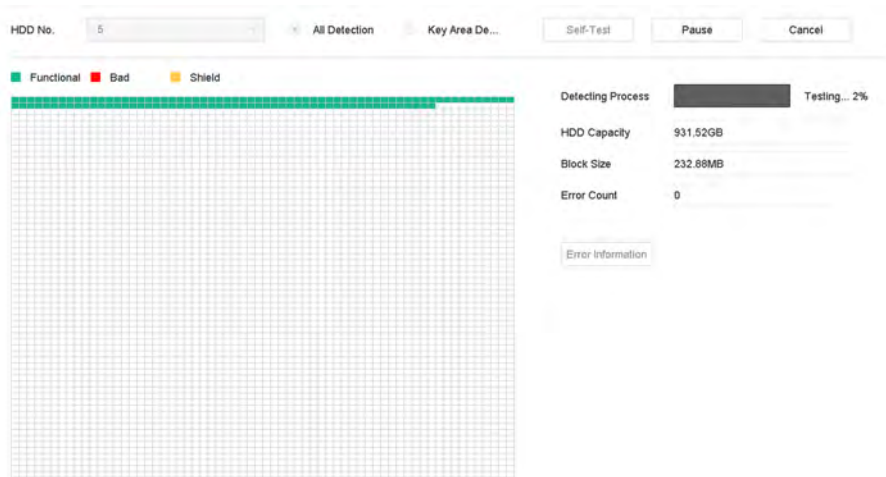 HDD No. 5 All Detection Key Area De... Self-Test Pause Cancel
Functional Bad Shield
Detecting Process Testing... 2%
HDD Capacity 931.52GB
Block Size 232.88MB
Error Count 0
Error Information